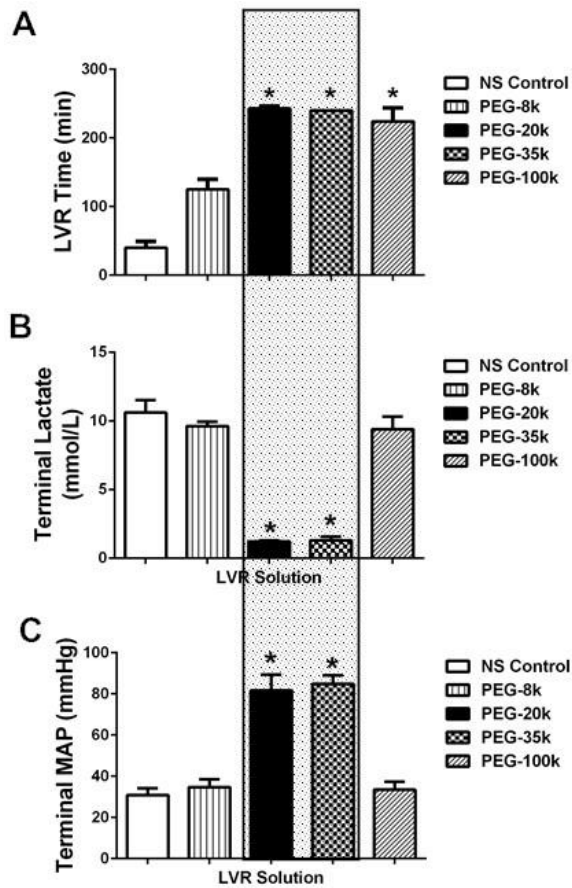 A
LVR Time (min)
300
200
100
0
* * *
NS Control
PEG-8k
PEG-20k
PEG-35k
PEG-100k
B
Terminal Lactate
(mmol/L)
15
10
5
0
* *
LVR Solution
NS Control
PEG-8k
PEG-20k
PEG-35k
PEG-100k
C
Terminal MAP (mmHg)
100
80
60
40
20
0
* *
LVR Solution
NS Control
PEG-8k
PEG-20k
PEG-35k
PEG-100k